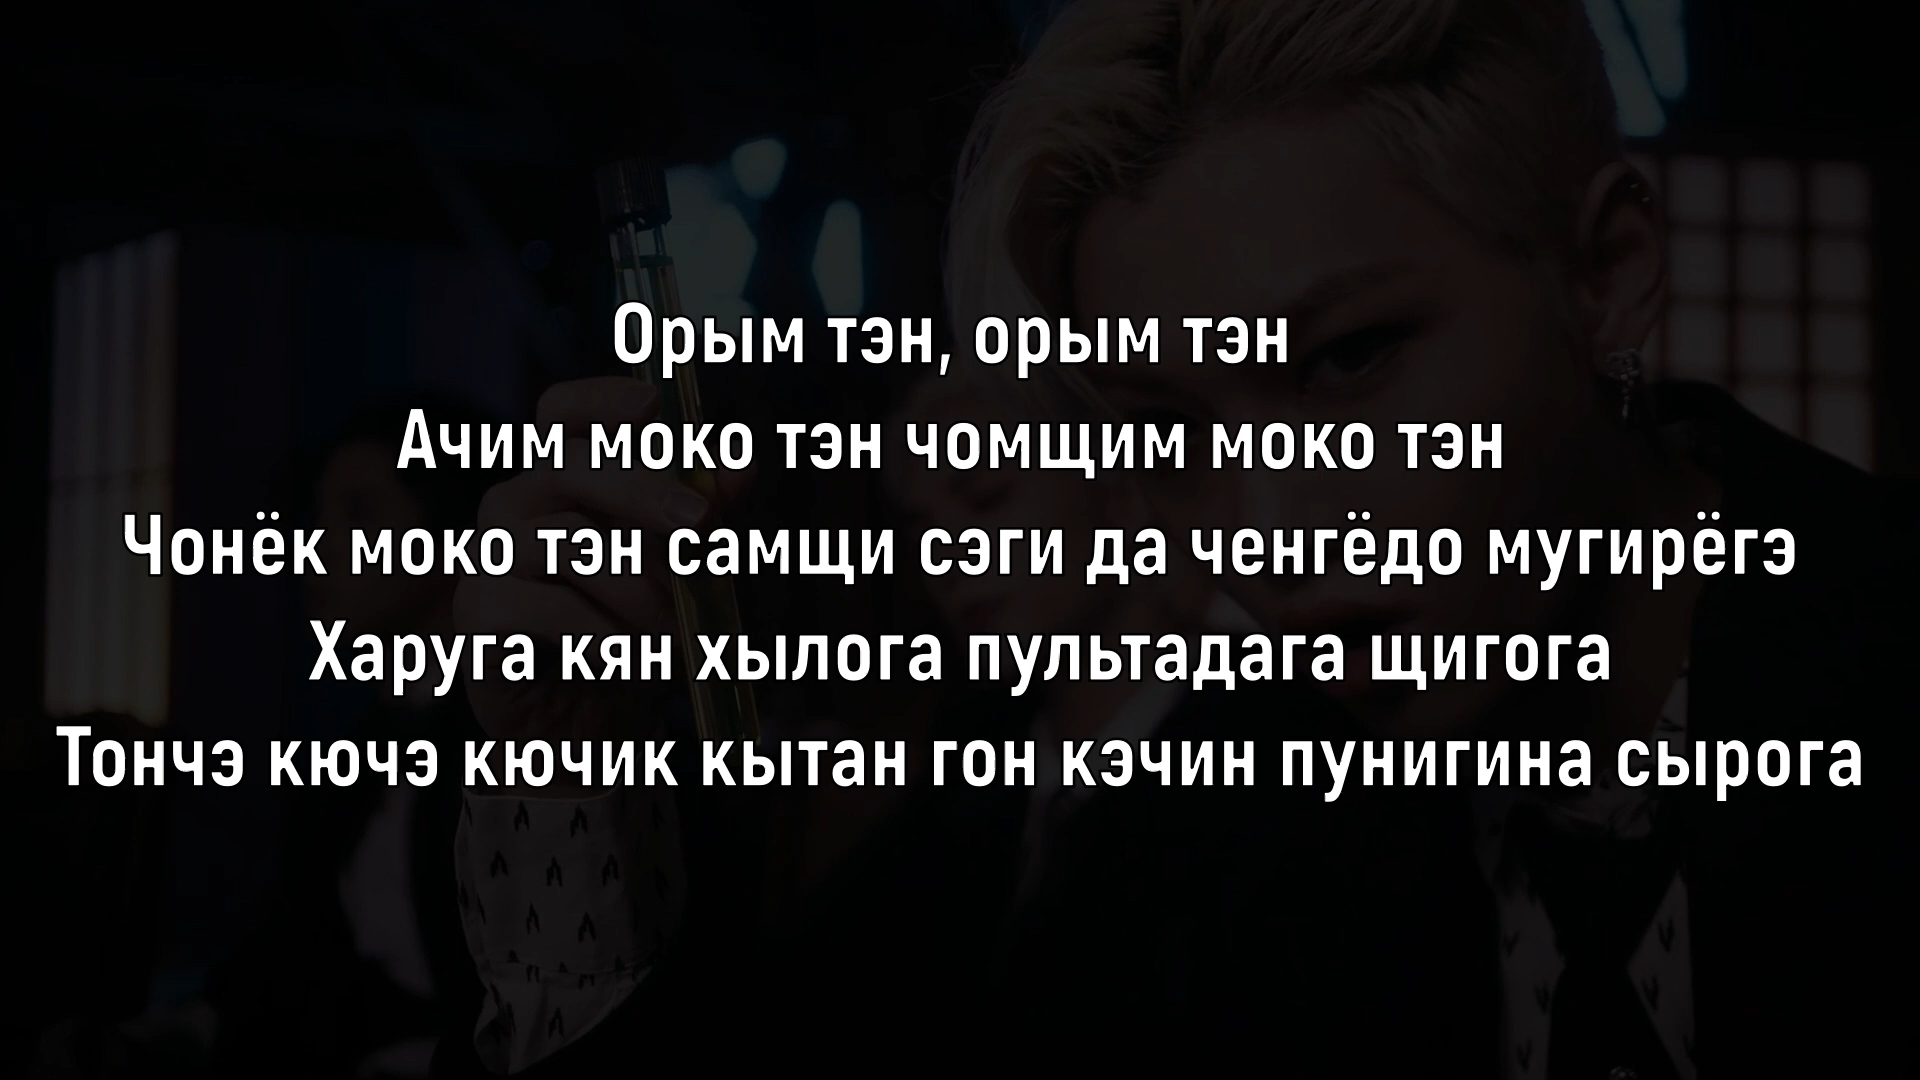 Орым тэн, орым тэн
Ачим моко тэн чомщим моко тэн
Чонёк моко тэн самщи сэги да ченгёдо мугирёгэ
Харуга кян хылога пультадага щигога
Тончэ кючэ кючик кытан гон кэчин пунигина сырога